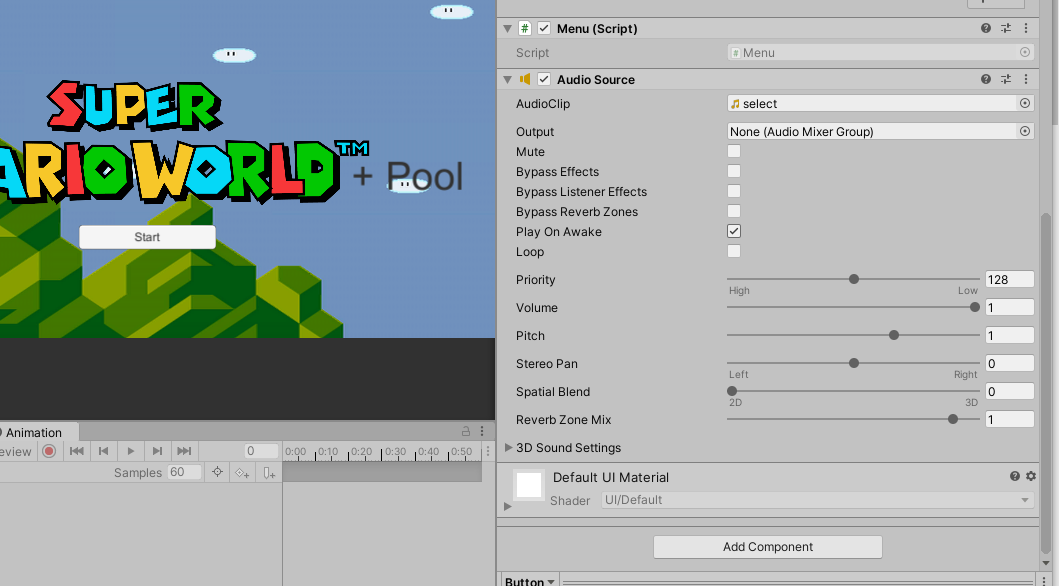 SUPER
ARIO WORLD™
+ Pool
Start
Menu (Script)
Script
Menu
Audio Source
AudioClip
select
Output
None (Audio Mixer Group)
Mute
Bypass Effects
Bypass Listener Effects
Bypass Reverb Zones
Play On Awake
Loop
Priority
128
High
Low
Volume
1
Pitch
1
Stereo Pan
0
Left
Right
Spatial Blend
0
2D
3D
Reverb Zone Mix
1
3D Sound Settings
Default UI Material
Shader
UI/Default
Add Component
Button
Animation
eview
0
0:00
0:10
0:20
0:30
0:40
0:50
Samples
60